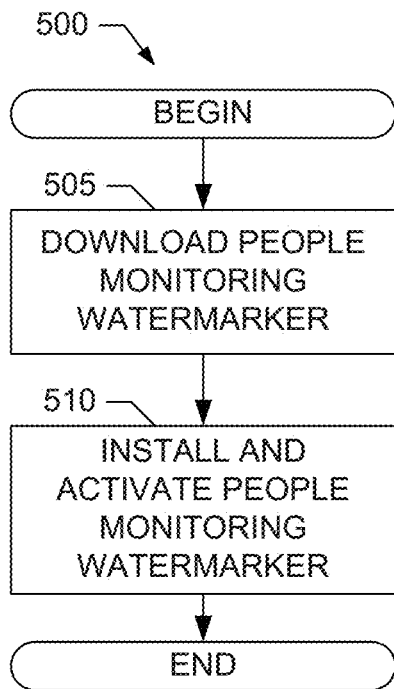 500
BEGIN
505
DOWNLOAD PEOPLE
MONITORING
WATERMARKER
510
INSTALL AND
ACTIVATE PEOPLE
MONITORING
WATERMARKER
END